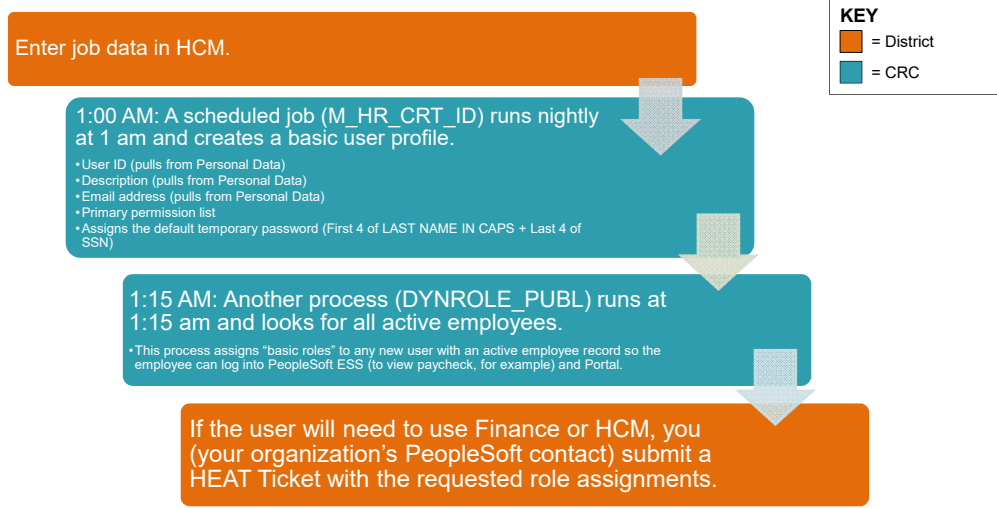 KEY
= District
= CRC
Enter job data in HCM.
1:00 AM: A scheduled job (M_HR_CRT_ID) runs nightly
at 1 am and creates a basic user profile.
•User ID (pulls from Personal Data)
•Description (pulls from Personal Data)
•Email address (pulls from Personal Data)
•Primary permission list
•Assigns the default temporary password (First 4 of LAST NAME IN CAPS + Last 4 of
SSN)
1:15 AM: Another process (DYNROLE_PUBL) runs at
1:15 am and looks for all active employees.
•This process assigns “basic roles” to any new user with an active employee record so the
employee can log into PeopleSoft ESS (to view paycheck, for example) and Portal.
If the user will need to use Finance or HCM, you
(your organization’s PeopleSoft contact) submit a
HEAT Ticket with the requested role assignments.